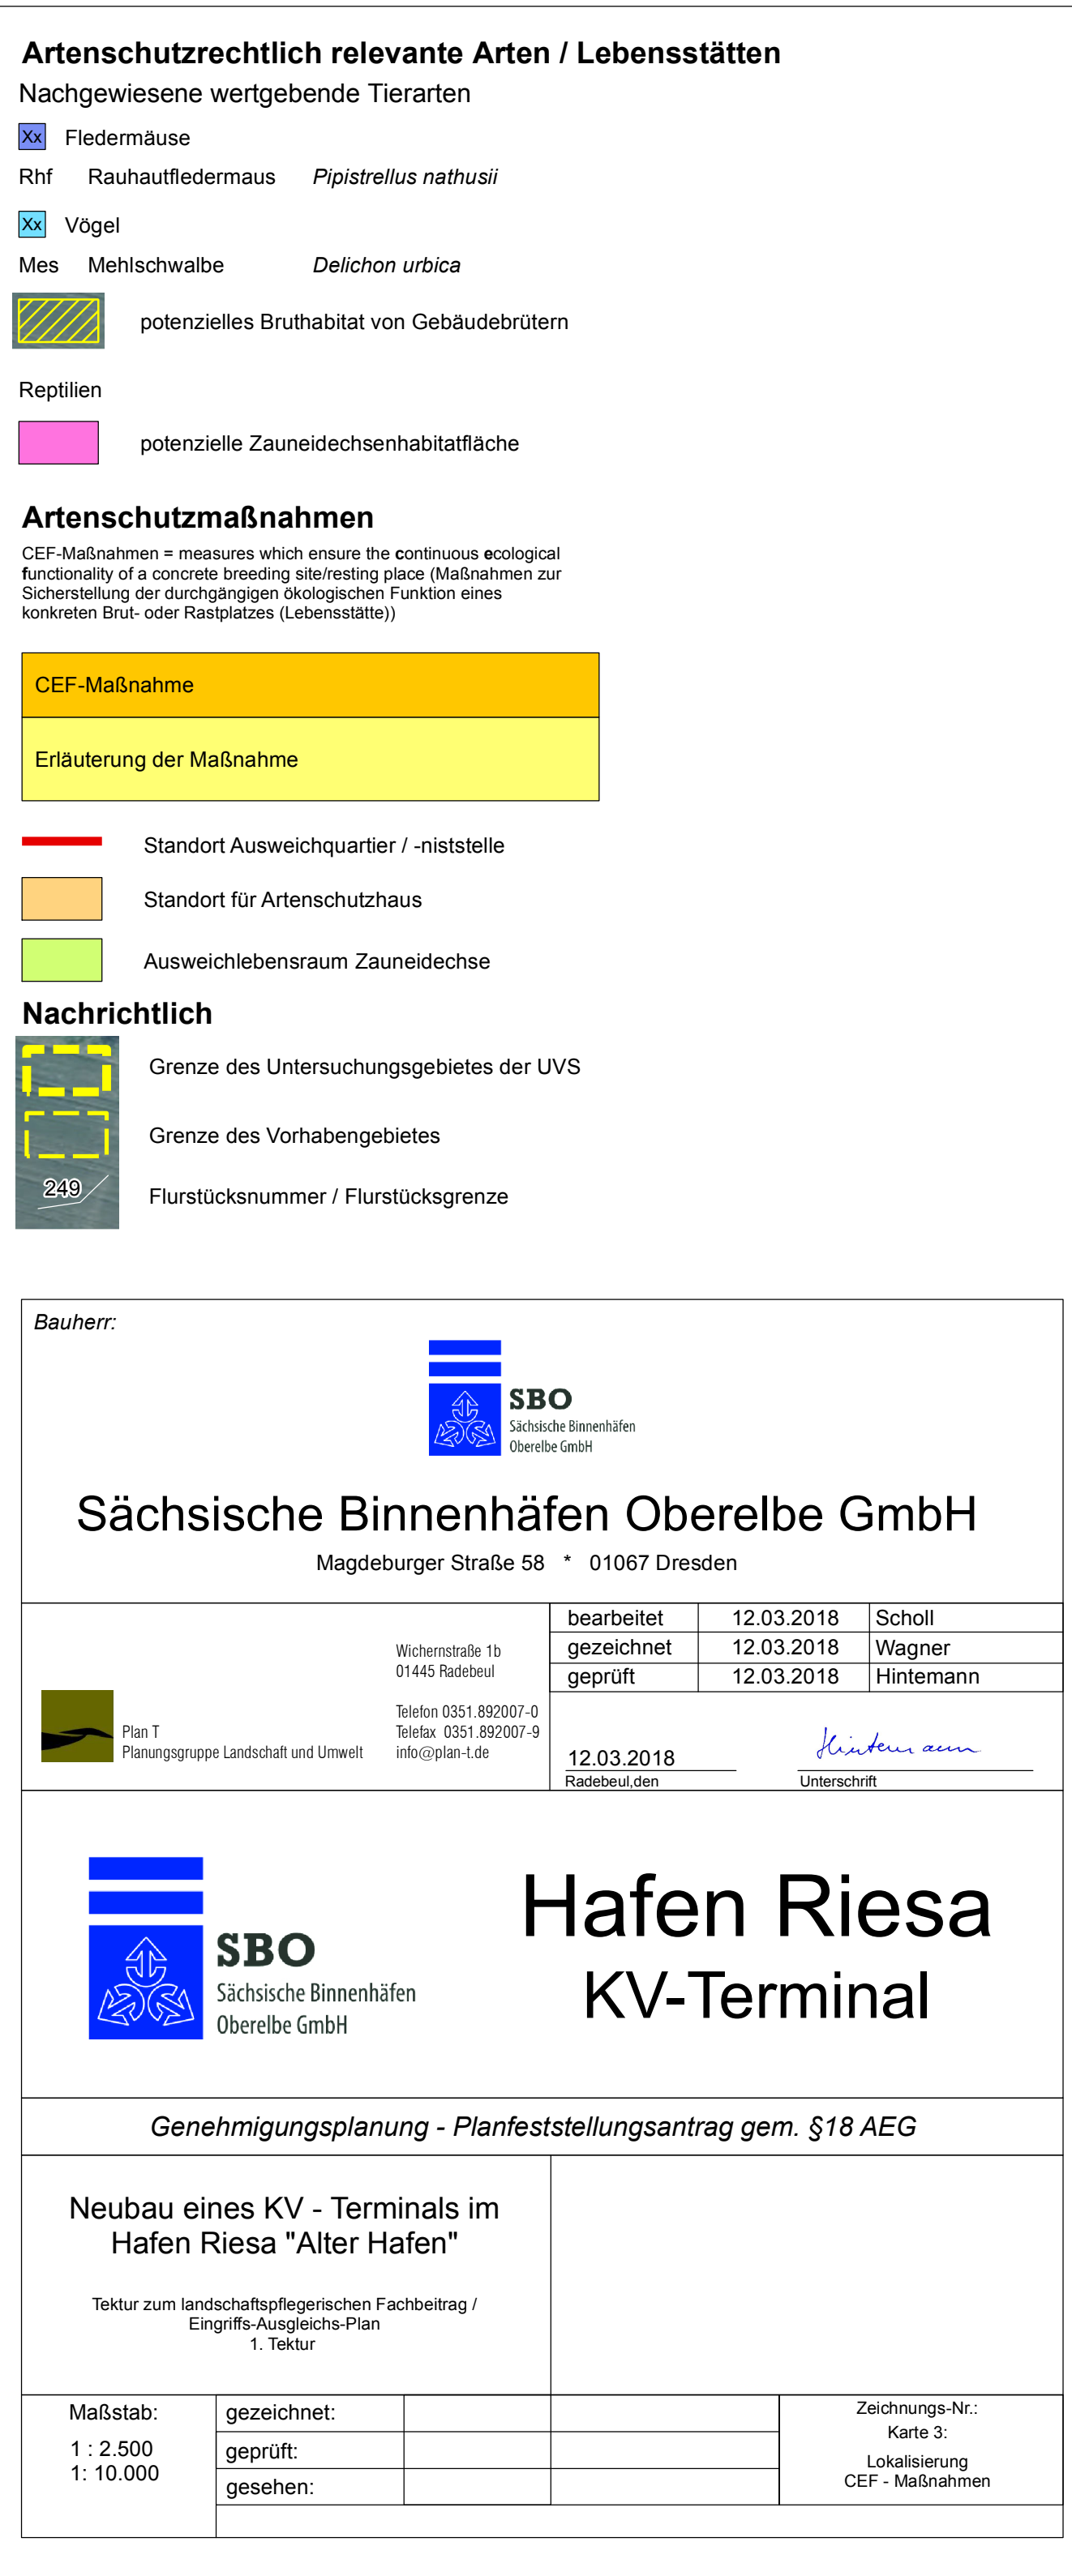 Artenschutzrechtlich relevante Arten / Lebensstätten
Nachgewiesene wertgebende Tierarten
Xx Fledermäuse
Rhf Rauhautfledermaus Pipistrellus nathusii
Xx Vögel
Mes Mehlschwalbe Delichon urbica
potenzielles Bruthabitat von Gebäudebrütern
Reptilien
potenzielle Zauneidechsenhabitatfläche
Artenschutzmaßnahmen
CEF-Maßnahmen = measures which ensure the continuous ecological
functionality of a concrete breeding site/resting place (Maßnahmen zur
Sicherstellung der durchgängigen ökologischen Funktion eines
konkreten Brut- oder Rastplatzes (Lebensstätte))
CEF-Maßnahme
Erläuterung der Maßnahme
Standort Ausweichquartier / -niststelle
Standort für Artenschutzhaus
Ausweichlebensraum Zauneidechse
Nachrichtlich
Grenze des Untersuchungsgebietes der UVS
Grenze des Vorhabengebietes
249 Flurstücksnummer / Flurstücksgrenze
Bauherr:
SBO
Sächsische Binnenhäfen
Oberelbe GmbH
Sächsische Binnenhäfen Oberelbe GmbH
Magdeburger Straße 58 * 01067 Dresden
Plan T
Planungsgruppe Landschaft und Umwelt
Wichernstraße 1b
01445 Radebeul
Telefon 0351.892007-0
Telefax 0351.892007-9
info@plan-t.de
bearbeitet 12.03.2018 Scholl
gezeichnet 12.03.2018 Wagner
geprüft 12.03.2018 Hintemann
12.03.2018 Hintemann
Radebeul,den Unterschrift
SBO
Sächsische Binnenhäfen
Oberelbe GmbH
Hafen Riesa
KV-Terminal
Genehmigungsplanung - Planfeststellungsantrag gem. §18 AEG
Neubau eines KV - Terminals im
Hafen Riesa "Alter Hafen"
Tektur zum landschaftspflegerischen Fachbeitrag /
Eingriffs-Ausgleichs-Plan
1. Tektur
Maßstab:
1 : 2.500
1: 10.000
gezeichnet:
geprüft:
gesehen:
Zeichnungs-Nr.:
Karte 3:
Lokalisierung
CEF - Maßnahmen